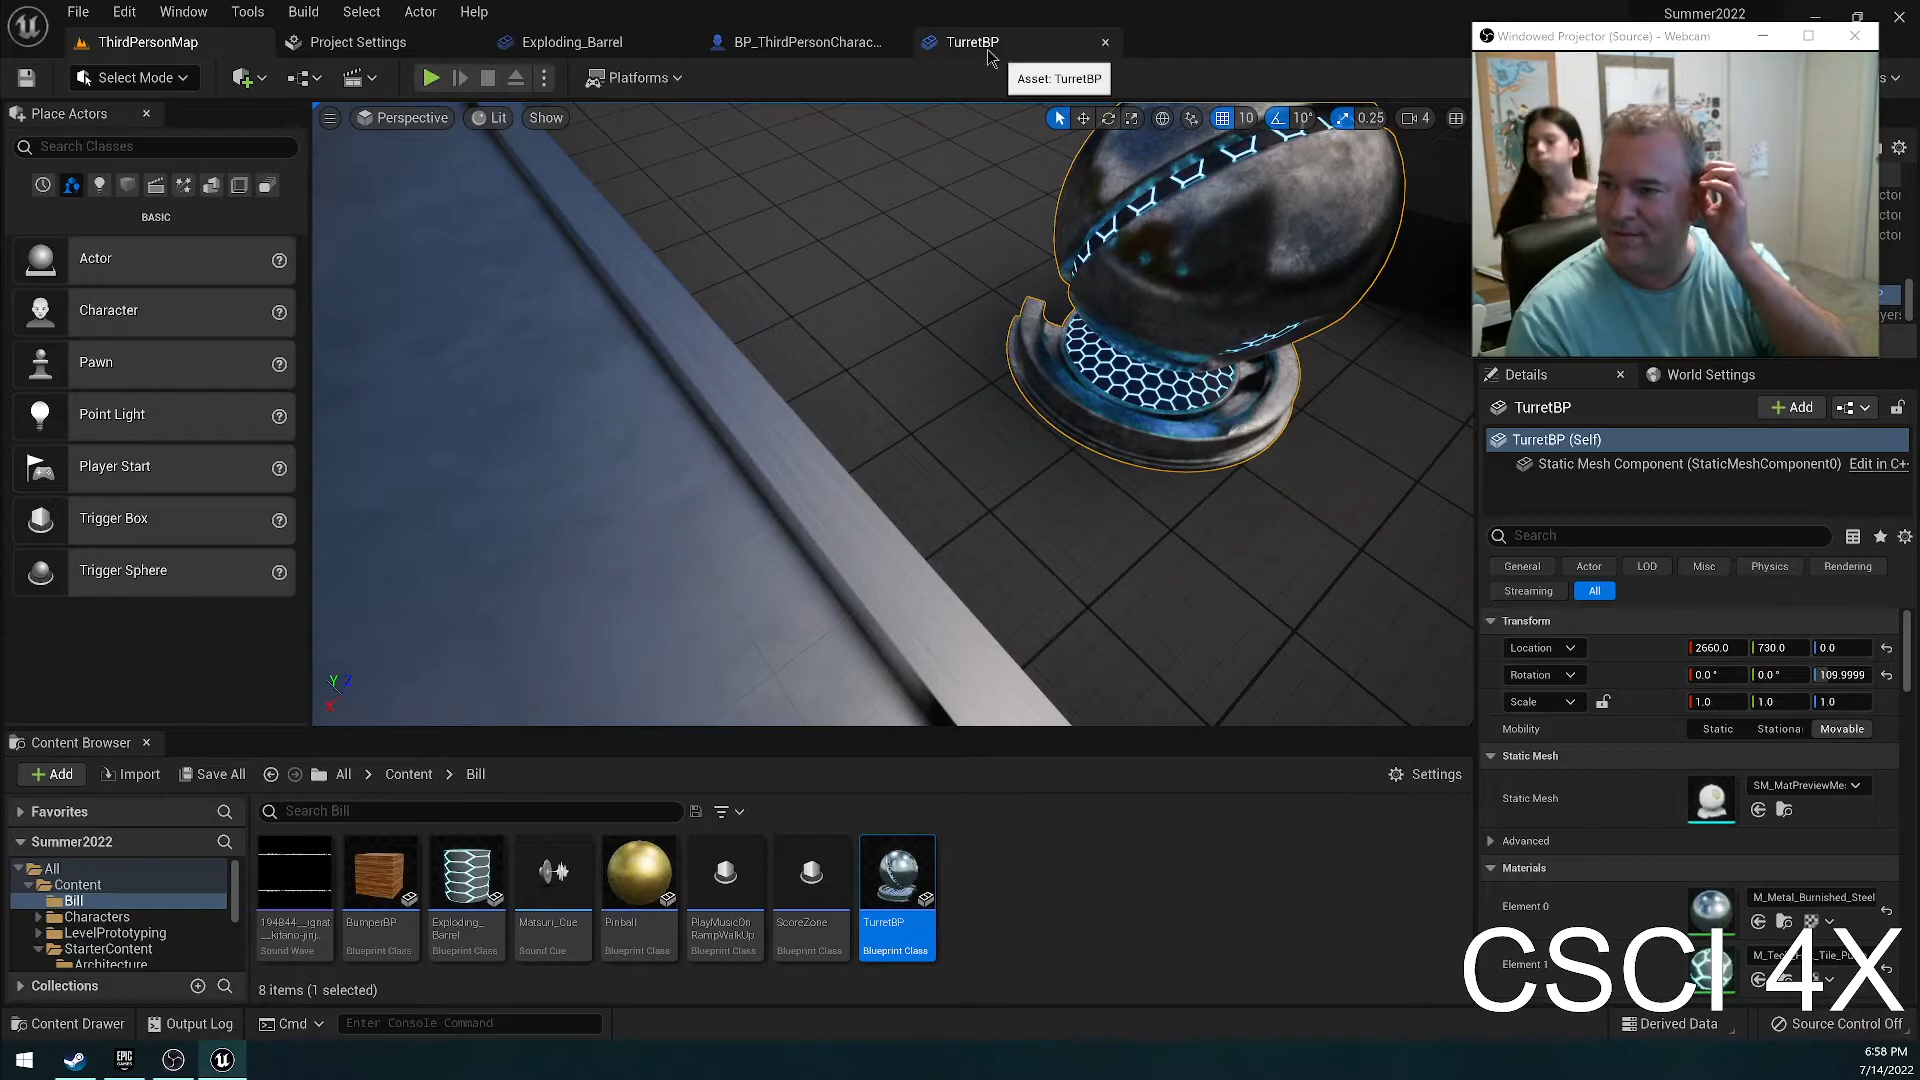 File Edit Window Tools Build Select Actor Help
Summer2022
ThirdPersonMap
Project Settings
Exploding_Barrel
BP_ThirdPersonCharac...
TurretBP
Windowed Projector (Source) - Webcam
Select Mode
Platforms
Asset: TurretBP
Place Actors
Perspective
Lit
Show
10
10°
0.25
4
Search Classes
BASIC
Actor
Character
Pawn
Point Light
Player Start
Trigger Box
Trigger Sphere
Y Z
X
ctor
ctor
ctor
yers
Details
World Settings
TurretBP
Add
TurretBP (Self)
Static Mesh Component (StaticMeshComponent0) Edit in C+
Search
General Actor LOD Misc Physics Rendering
Streaming All
Transform
Location 2660.0 730.0 0.0
Rotation 0.0° 0.0° 109.9999
Scale 1.0 1.0 1.0
Mobility Static Stationa Movable
Static Mesh
Static Mesh SM_MatPreviewMe
Advanced
Materials
Element 0 M_Metal_Burnished_Steel
Element 1
CSCI 4X
Content Browser
Add Import Save All All Content Bill Settings
Favorites
Search Bill
Summer2022
All
Content
Bill
Characters
LevelPrototyping
StarterContent
Architecture
Collections
194844__ignat
__kitano-jinj...
Sound Wave
BumperBP
Blueprint Class
Exploding_
Barrel
Blueprint Class
Matsuri_Cue
Sound Cue
Pinball
Blueprint Class
PlayMusicOn
RampWalkUp
Blueprint Class
ScoreZone
Blueprint Class
TurretBP
Blueprint Class
8 items (1 selected)
Content Drawer Output Log Cmd Enter Console Command Derived Data Source Control Off
EPIC
GAMES
6:58 PM
7/14/2022